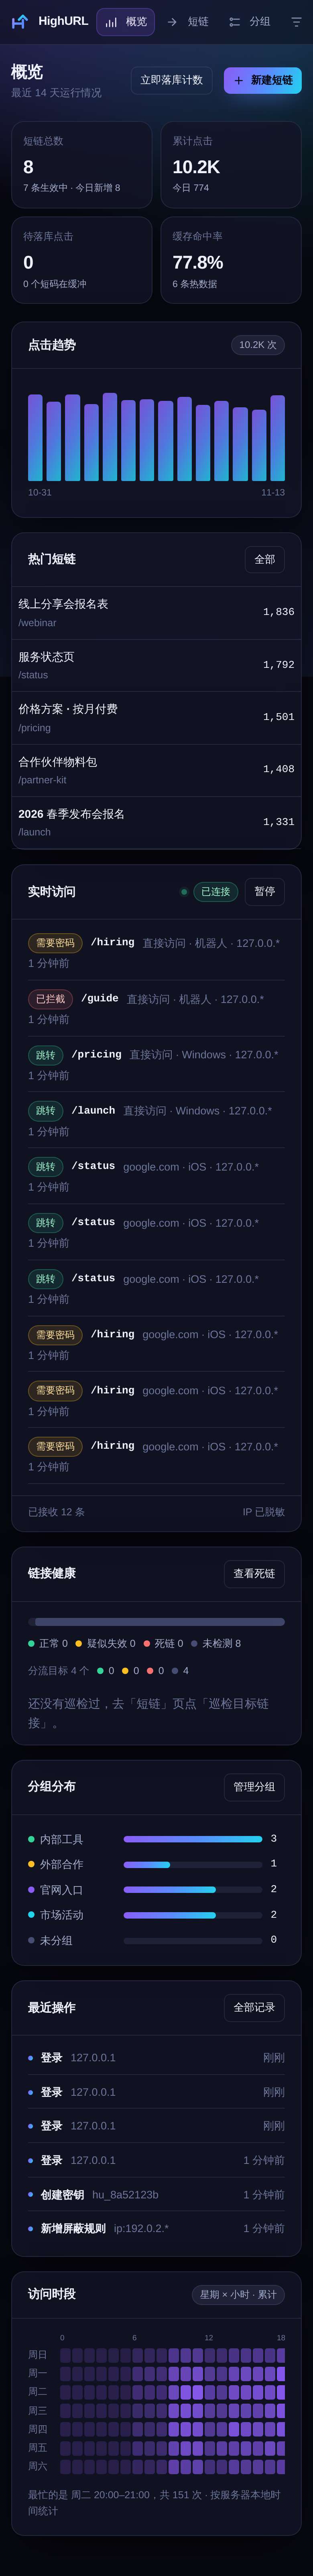 HighURL 概览 短链 分组
概览
最近 14 天运行情况
立即落库计数
+ 新建短链
短链总数
8
7 条生效中 · 今日新增 8
累计点击
10.2K
今日 774
待落库点击
0
0 个短码在缓冲
缓存命中率
77.8%
6 条热数据
点击趋势
10.2K 次
10-31 11-13
热门短链
全部
线上分享会报名表
/webinar
1,836
服务状态页
/status
1,792
价格方案 · 按月付费
/pricing
1,501
合作伙伴物料包
/partner-kit
1,408
2026 春季发布会报名
/launch
1,331
实时访问
已连接
暂停
需要密码 /hiring 直接访问 · 机器人 · 127.0.0.*
1 分钟前
已拦截 /guide 直接访问 · 机器人 · 127.0.0.*
1 分钟前
跳转 /pricing 直接访问 · Windows · 127.0.0.*
1 分钟前
跳转 /launch 直接访问 · Windows · 127.0.0.*
1 分钟前
跳转 /status google.com · iOS · 127.0.0.*
1 分钟前
跳转 /status google.com · iOS · 127.0.0.*
1 分钟前
跳转 /status google.com · iOS · 127.0.0.*
1 分钟前
需要密码 /hiring google.com · iOS · 127.0.0.*
1 分钟前
需要密码 /hiring google.com · iOS · 127.0.0.*
1 分钟前
需要密码 /hiring google.com · iOS · 127.0.0.*
1 分钟前
已接收 12 条 IP 已脱敏
链接健康
查看死链
正常 0 疑似失效 0 死链 0 未检测 8
分流目标 4 个 0 0 0 4
还没有巡检过，去「短链」页点「巡检目标链
接」。
分组分布
管理分组
内部工具 3
外部合作 1
官网入口 2
市场活动 2
未分组 0
最近操作
全部记录
登录 127.0.0.1 刚刚
登录 127.0.0.1 刚刚
登录 127.0.0.1 刚刚
登录 127.0.0.1 1 分钟前
创建密钥 hu_8a52123b 1 分钟前
新增屏蔽规则 ip:192.0.2.* 1 分钟前
访问时段
星期 × 小时 · 累计
0 6 12 18
周日
周一
周二
周三
周四
周五
周六
最忙的是 周二 20:00–21:00，共 151 次 · 按服务器本地时
间统计